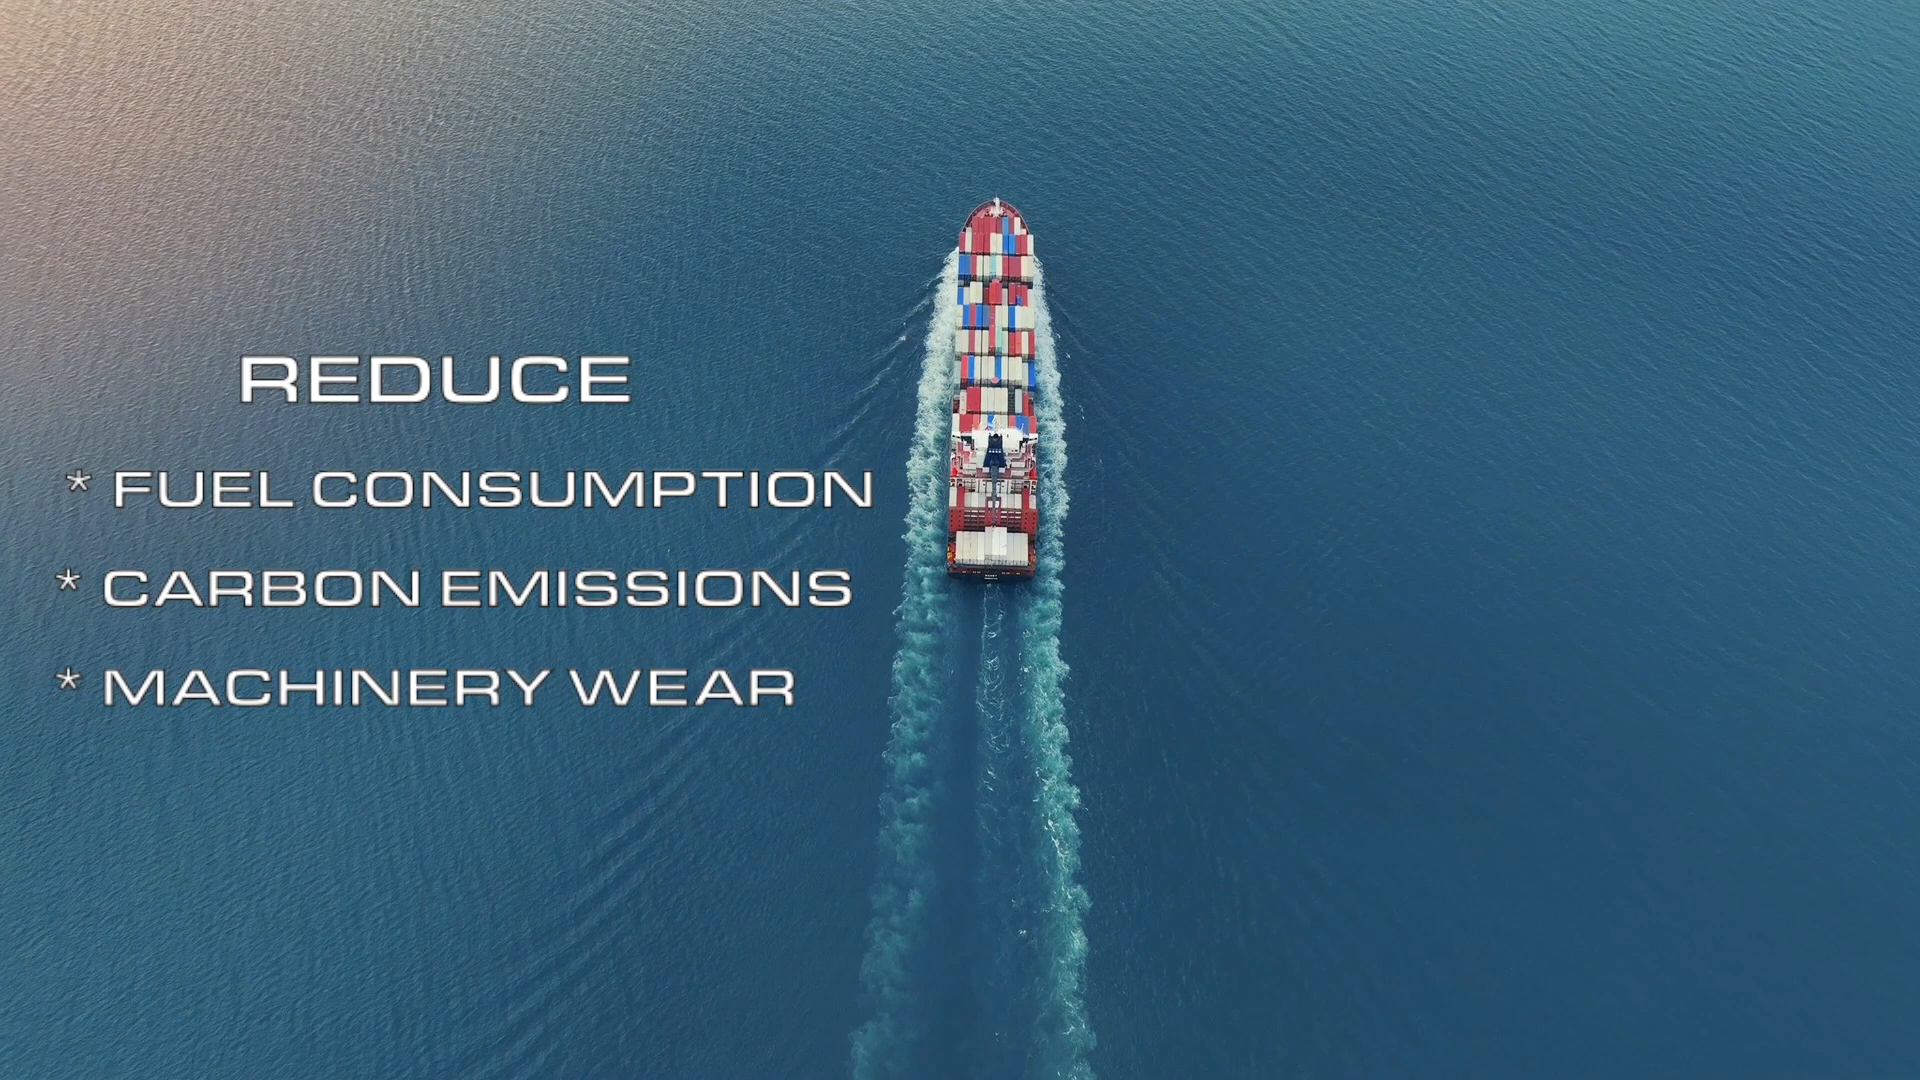 REDUCE
* FUEL CONSUMPTION
* CARBON EMISSIONS
* MACHINERY WEAR